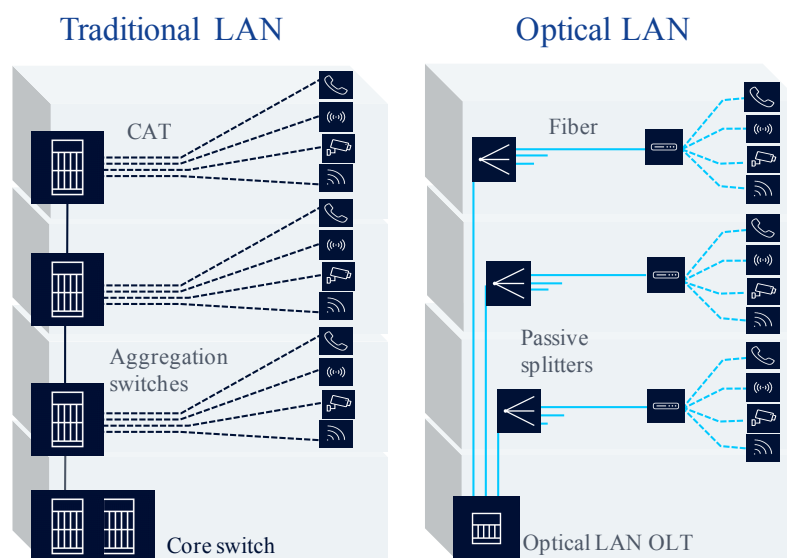 Traditional LAN
CAT
Aggregation
switches
Core switch
Optical LAN
Fiber
Passive
splitters
Optical LAN OLT